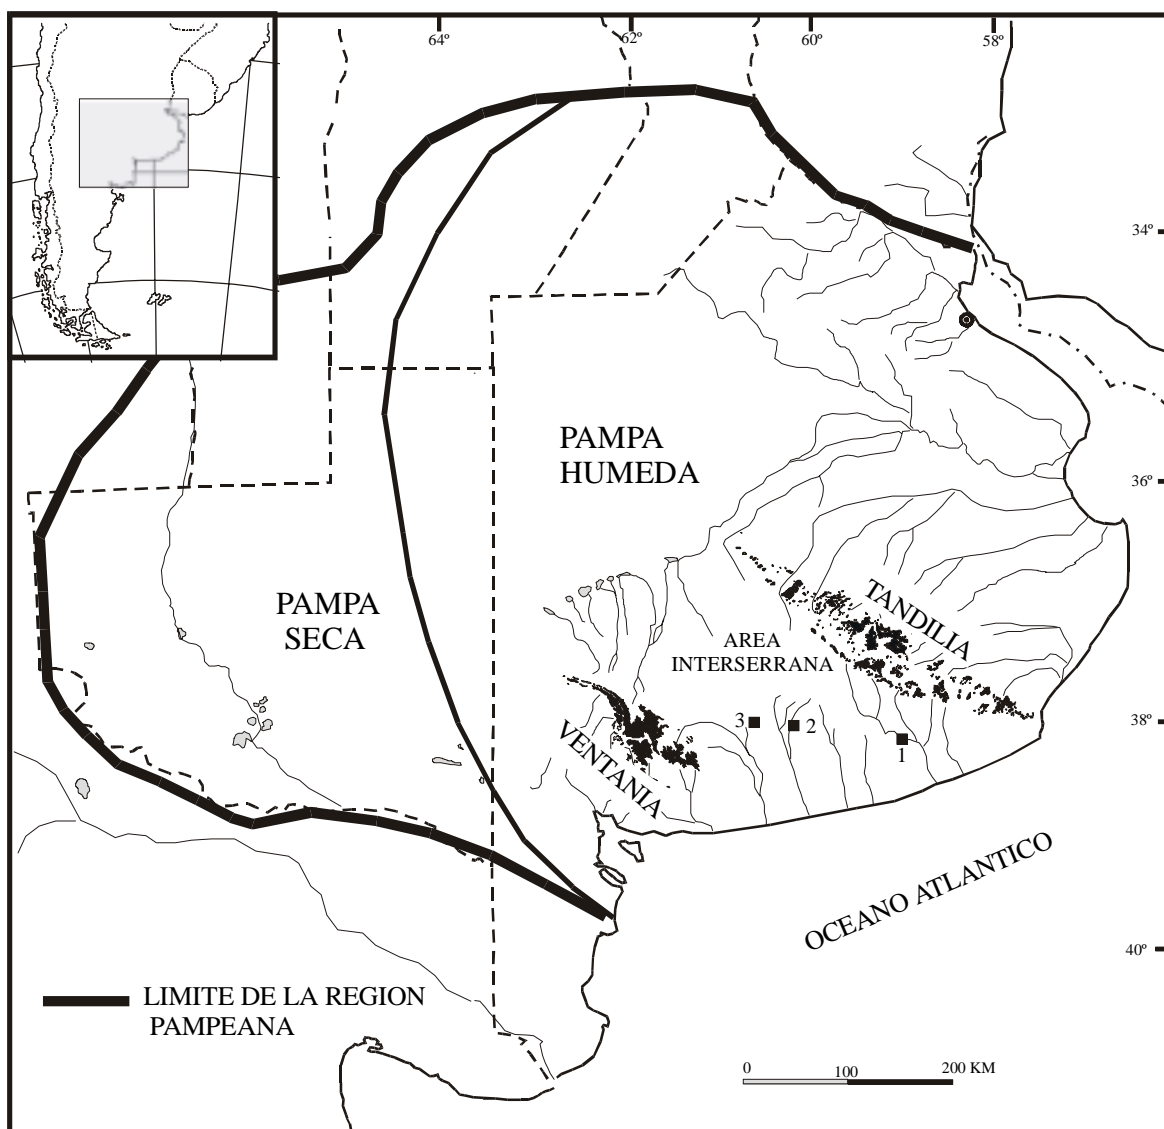 64º
62º
60º
58º
34º
PAMPA
HUMEDA
36º
TANDILIA
PAMPA
SECA
AREA
INTERSERRANA
3
2
1
38º
VENTANIA
OCEANO ATLANTICO
40º
LIMITE DE LA REGION
PAMPEANA
0
100
200 KM